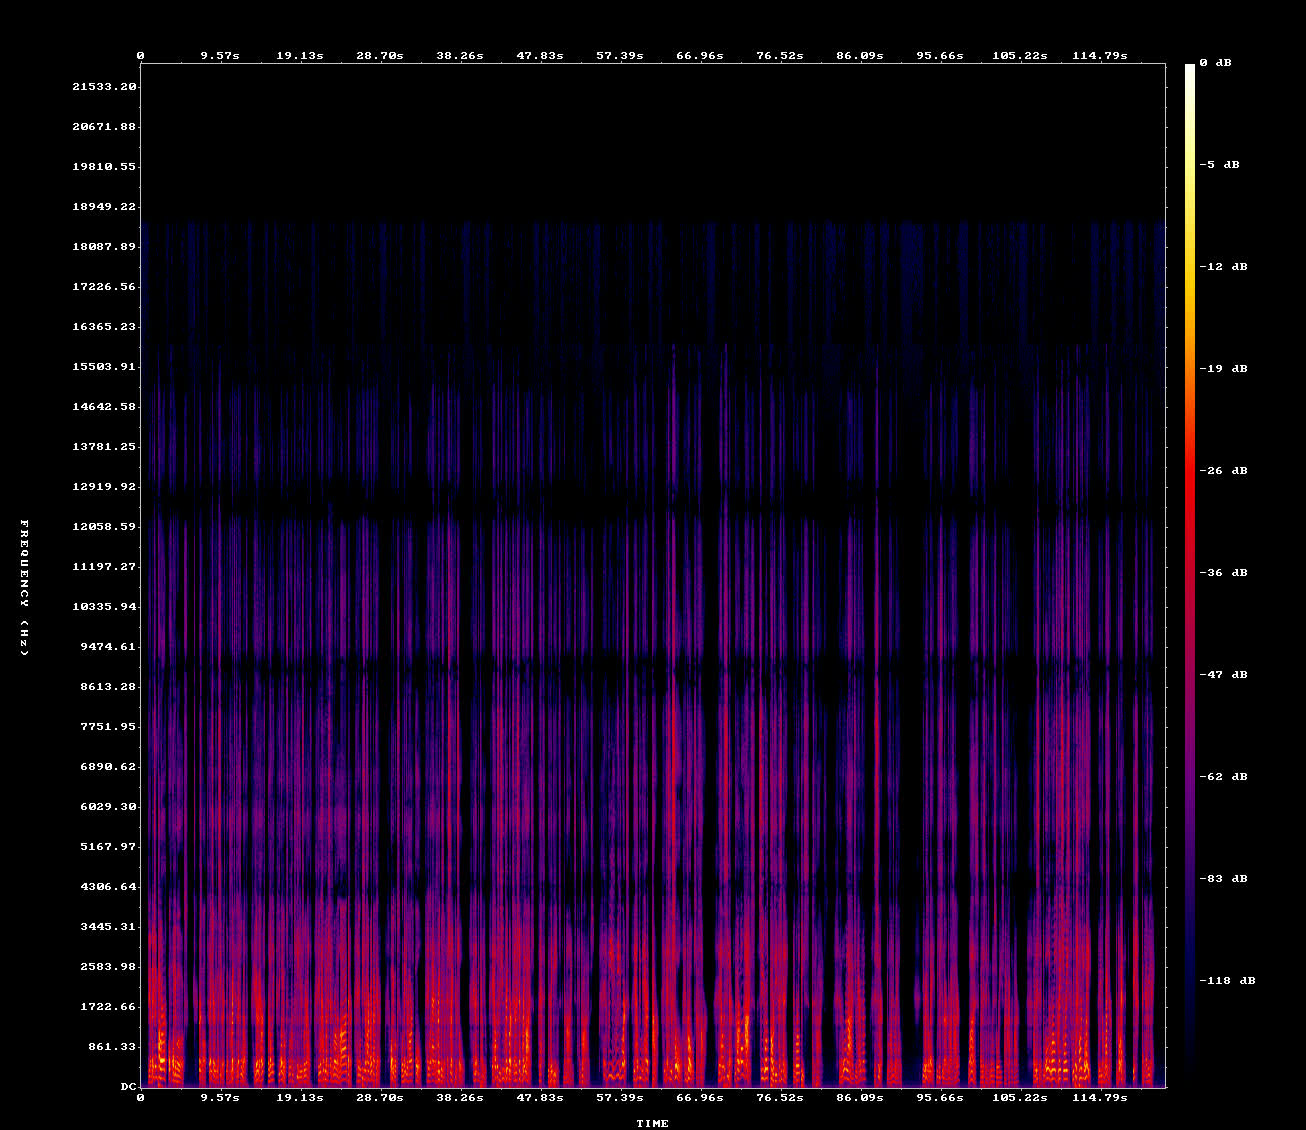 0 9.57s 19.13s 28.70s 38.26s 47.83s 57.39s 66.96s 76.52s 86.09s 95.66s 105.22s 114.79s
0 dB
21533.20
20671.88
19810.55
-5 dB
18949.22
18087.89
-12 dB
17226.56
16365.23
15503.91
-19 dB
14642.58
13781.25
-26 dB
12919.92
12058.59
11197.27
-36 dB
10335.94
FREQUENCY (Hz)
9474.61
-47 dB
8613.28
7751.95
6890.62
-62 dB
6029.30
5167.97
-83 dB
4306.64
3445.31
2583.98
-118 dB
1722.66
861.33
DC
0 9.57s 19.13s 28.70s 38.26s 47.83s 57.39s 66.96s 76.52s 86.09s 95.66s 105.22s 114.79s
TIME